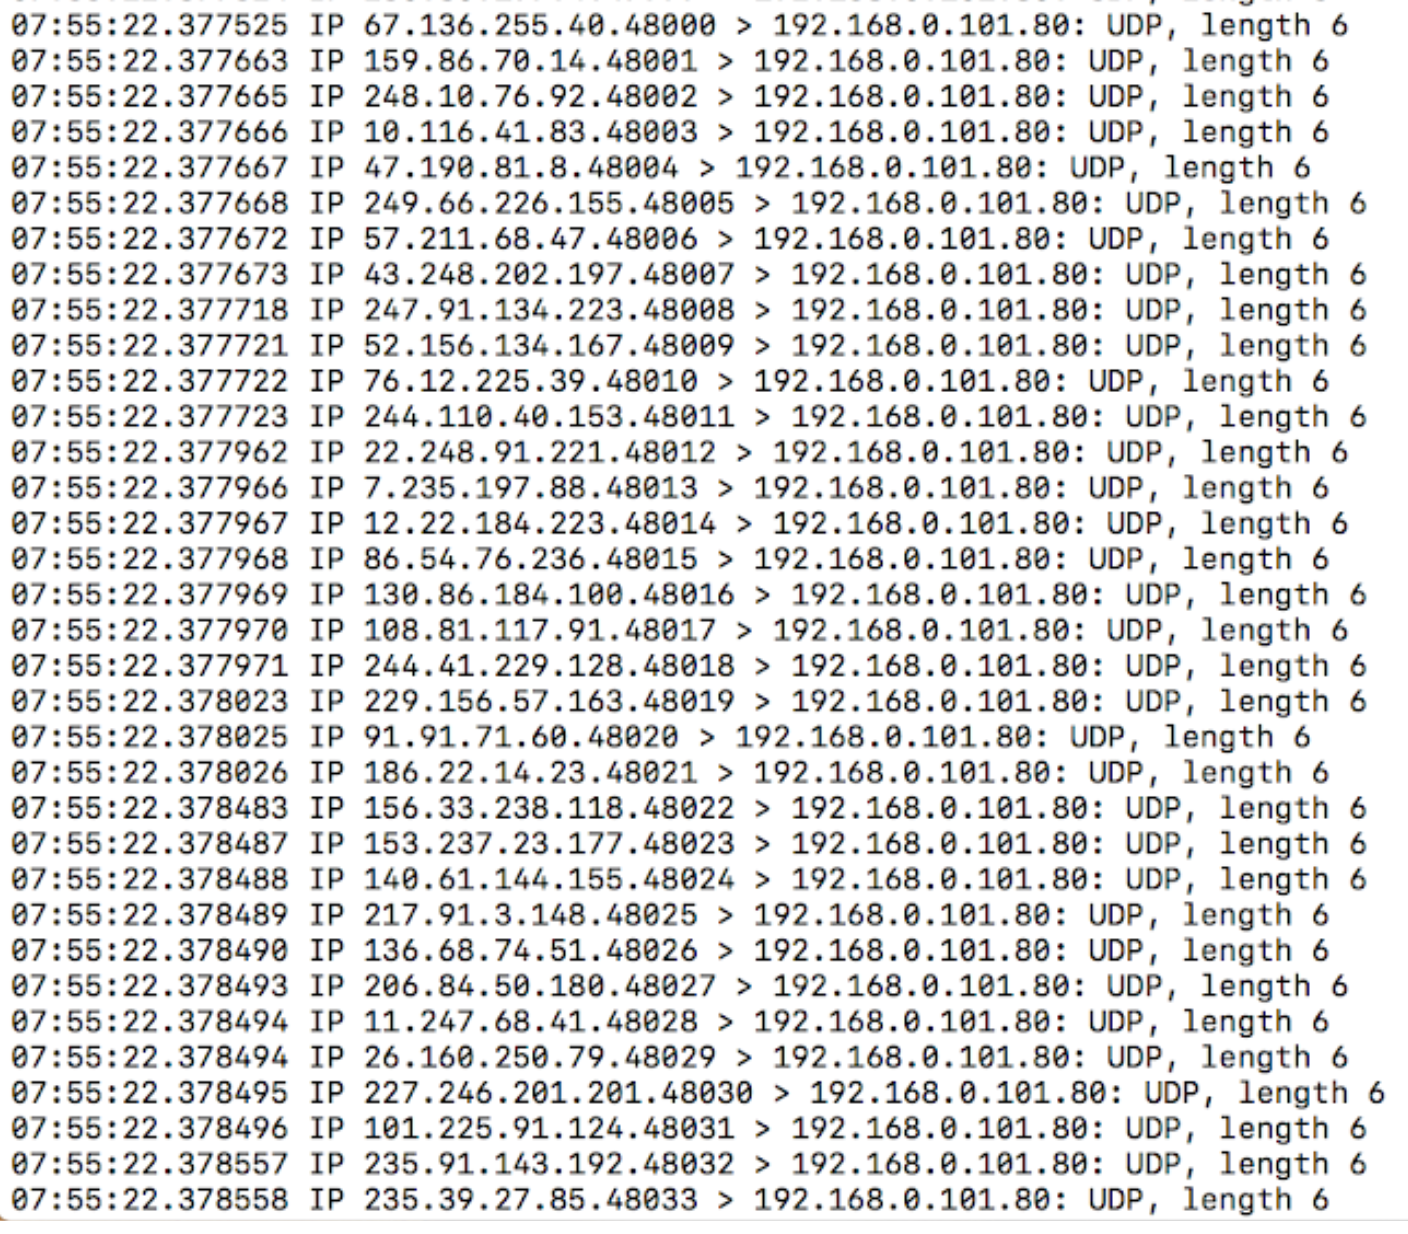 07:55:22.377525 IP 67.136.255.40.48000 > 192.168.0.101.80: UDP, length 6
07:55:22.377663 IP 159.86.70.14.48001 > 192.168.0.101.80: UDP, length 6
07:55:22.377665 IP 248.10.76.92.48002 > 192.168.0.101.80: UDP, length 6
07:55:22.377666 IP 10.116.41.83.48003 > 192.168.0.101.80: UDP, length 6
07:55:22.377667 IP 47.190.81.8.48004 > 192.168.0.101.80: UDP, length 6
07:55:22.377668 IP 249.66.226.155.48005 > 192.168.0.101.80: UDP, length 6
07:55:22.377672 IP 57.211.68.47.48006 > 192.168.0.101.80: UDP, length 6
07:55:22.377673 IP 43.248.202.197.48007 > 192.168.0.101.80: UDP, length 6
07:55:22.377718 IP 247.91.134.223.48008 > 192.168.0.101.80: UDP, length 6
07:55:22.377721 IP 52.156.134.167.48009 > 192.168.0.101.80: UDP, length 6
07:55:22.377722 IP 76.12.225.39.48010 > 192.168.0.101.80: UDP, length 6
07:55:22.377723 IP 244.110.40.153.48011 > 192.168.0.101.80: UDP, length 6
07:55:22.377962 IP 22.248.91.221.48012 > 192.168.0.101.80: UDP, length 6
07:55:22.377966 IP 7.235.197.88.48013 > 192.168.0.101.80: UDP, length 6
07:55:22.377967 IP 12.22.184.223.48014 > 192.168.0.101.80: UDP, length 6
07:55:22.377968 IP 86.54.76.236.48015 > 192.168.0.101.80: UDP, length 6
07:55:22.377969 IP 130.86.184.100.48016 > 192.168.0.101.80: UDP, length 6
07:55:22.377970 IP 108.81.117.91.48017 > 192.168.0.101.80: UDP, length 6
07:55:22.377971 IP 244.41.229.128.48018 > 192.168.0.101.80: UDP, length 6
07:55:22.378023 IP 229.156.57.163.48019 > 192.168.0.101.80: UDP, length 6
07:55:22.378025 IP 91.91.71.60.48020 > 192.168.0.101.80: UDP, length 6
07:55:22.378026 IP 186.22.14.23.48021 > 192.168.0.101.80: UDP, length 6
07:55:22.378483 IP 156.33.238.118.48022 > 192.168.0.101.80: UDP, length 6
07:55:22.378487 IP 153.237.23.177.48023 > 192.168.0.101.80: UDP, length 6
07:55:22.378488 IP 140.61.144.155.48024 > 192.168.0.101.80: UDP, length 6
07:55:22.378489 IP 217.91.3.148.48025 > 192.168.0.101.80: UDP, length 6
07:55:22.378490 IP 136.68.74.51.48026 > 192.168.0.101.80: UDP, length 6
07:55:22.378493 IP 206.84.50.180.48027 > 192.168.0.101.80: UDP, length 6
07:55:22.378494 IP 11.247.68.41.48028 > 192.168.0.101.80: UDP, length 6
07:55:22.378494 IP 26.160.250.79.48029 > 192.168.0.101.80: UDP, length 6
07:55:22.378495 IP 227.246.201.201.48030 > 192.168.0.101.80: UDP, length 6
07:55:22.378496 IP 101.225.91.124.48031 > 192.168.0.101.80: UDP, length 6
07:55:22.378557 IP 235.91.143.192.48032 > 192.168.0.101.80: UDP, length 6
07:55:22.378558 IP 235.39.27.85.48033 > 192.168.0.101.80: UDP, length 6